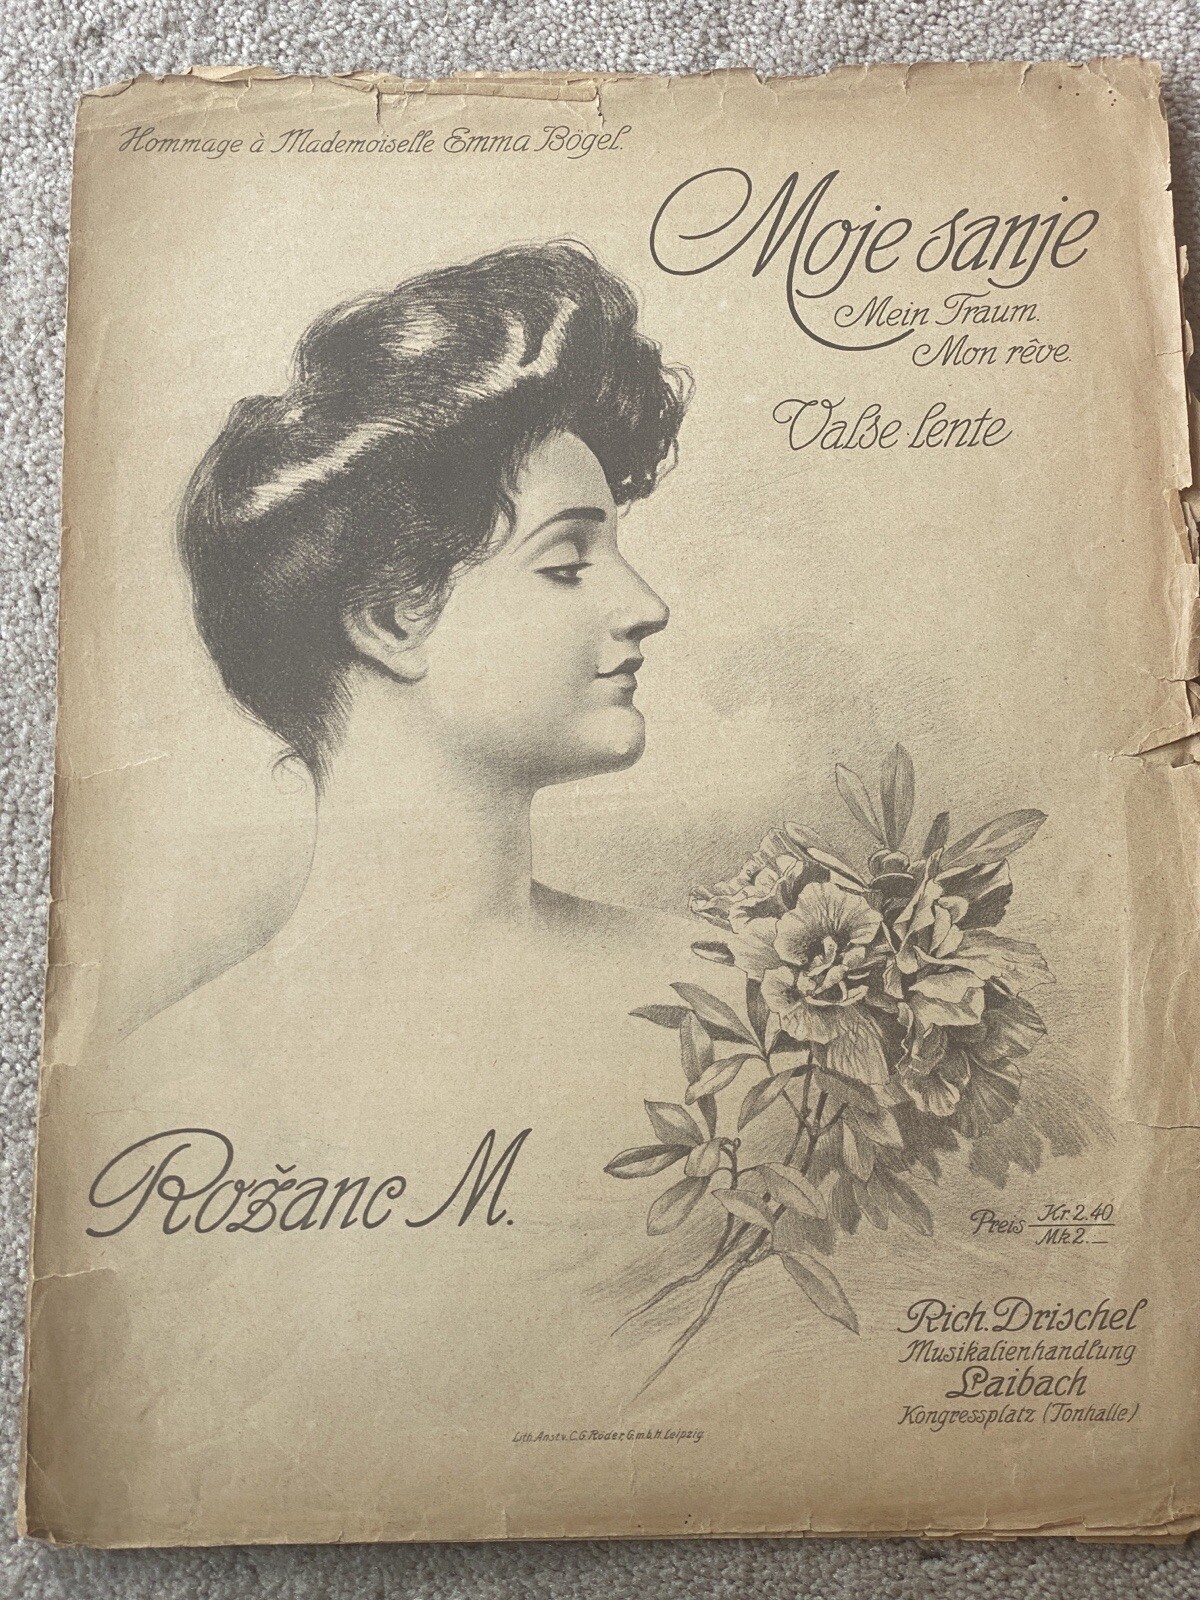 Hommage à Mademoiselle Emma Bögel.
Moje sanje
Mein Traum.
Mon rêve.
Valse lente
Rožanc M.
Preis Kr. 2.40
Mk 2._
Rich. Drischel
Musikalienhandlung
Laibach
Kongressplatz (Tonhalle)
Lith. Anst v. C.G. Röder, G.m.b.H. Leipzig.